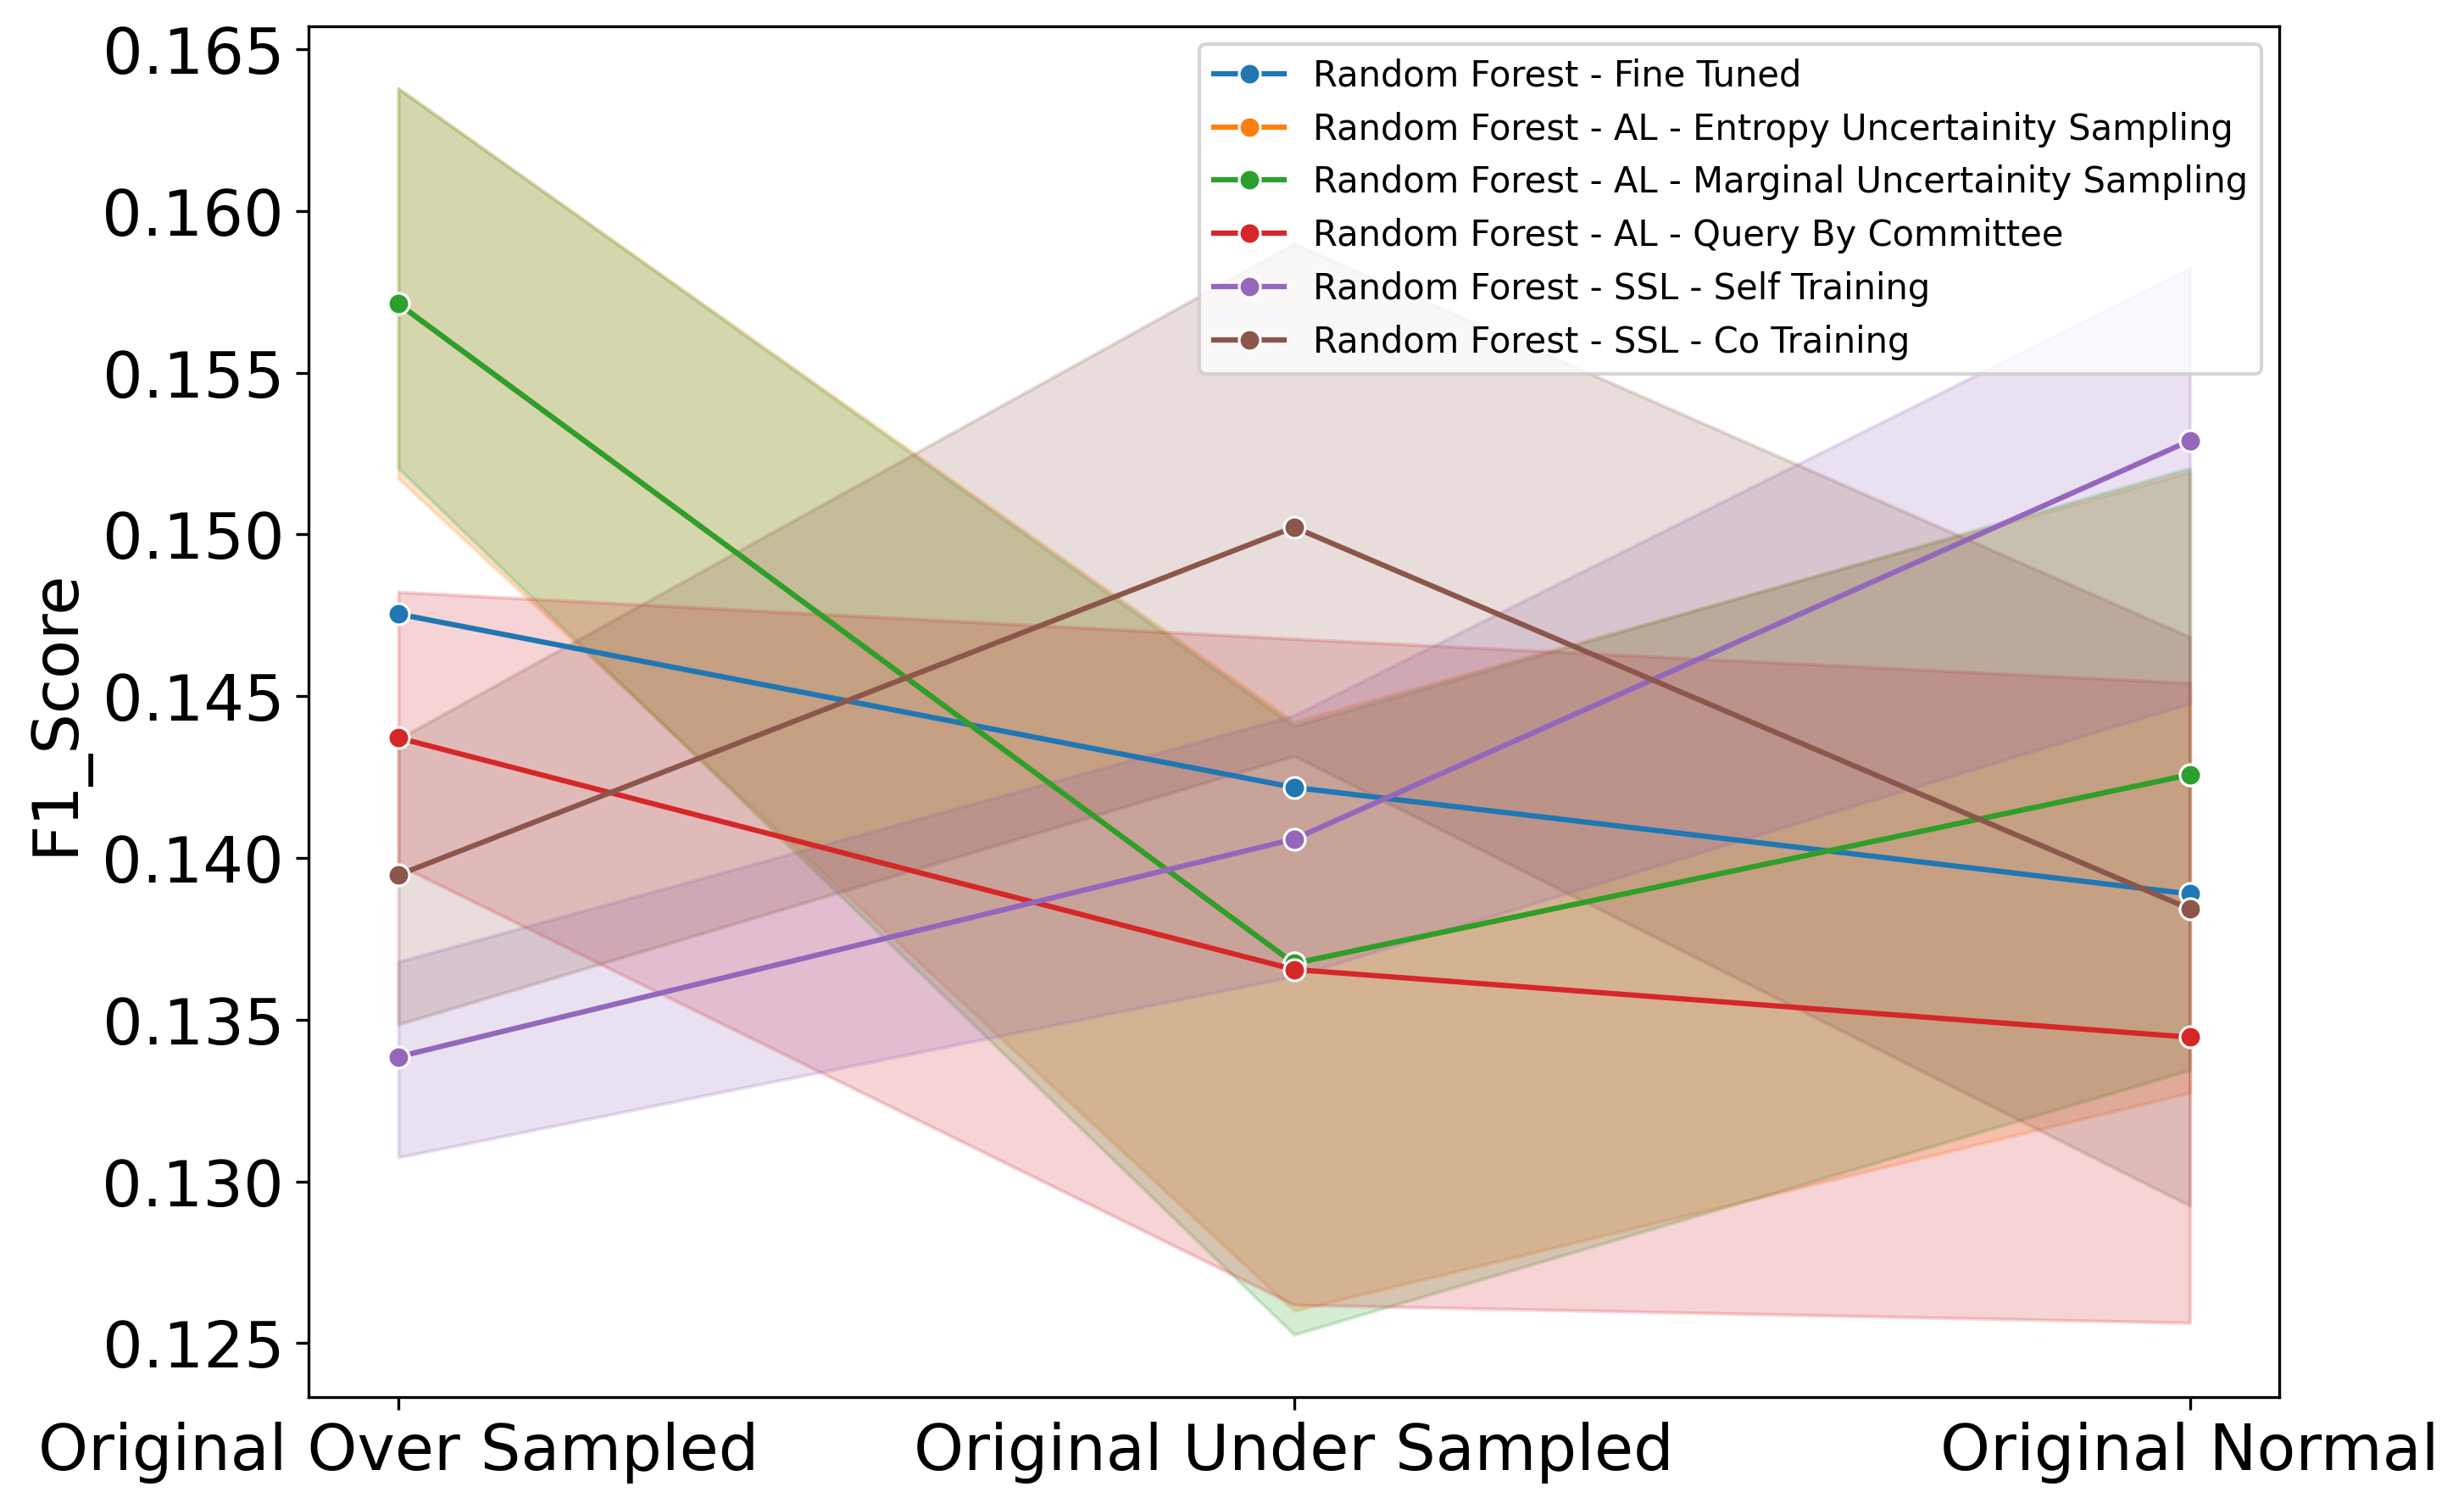 0.165
0.160
0.155
0.150
0.145
0.140
0.135
0.130
0.125
F1_Score
Random Forest - Fine Tuned
Random Forest - AL - Entropy Uncertainity Sampling
Random Forest - AL - Marginal Uncertainity Sampling
Random Forest - AL - Query By Committee
Random Forest - SSL - Self Training
Random Forest - SSL - Co Training
Original Over Sampled
Original Under Sampled
Original Normal